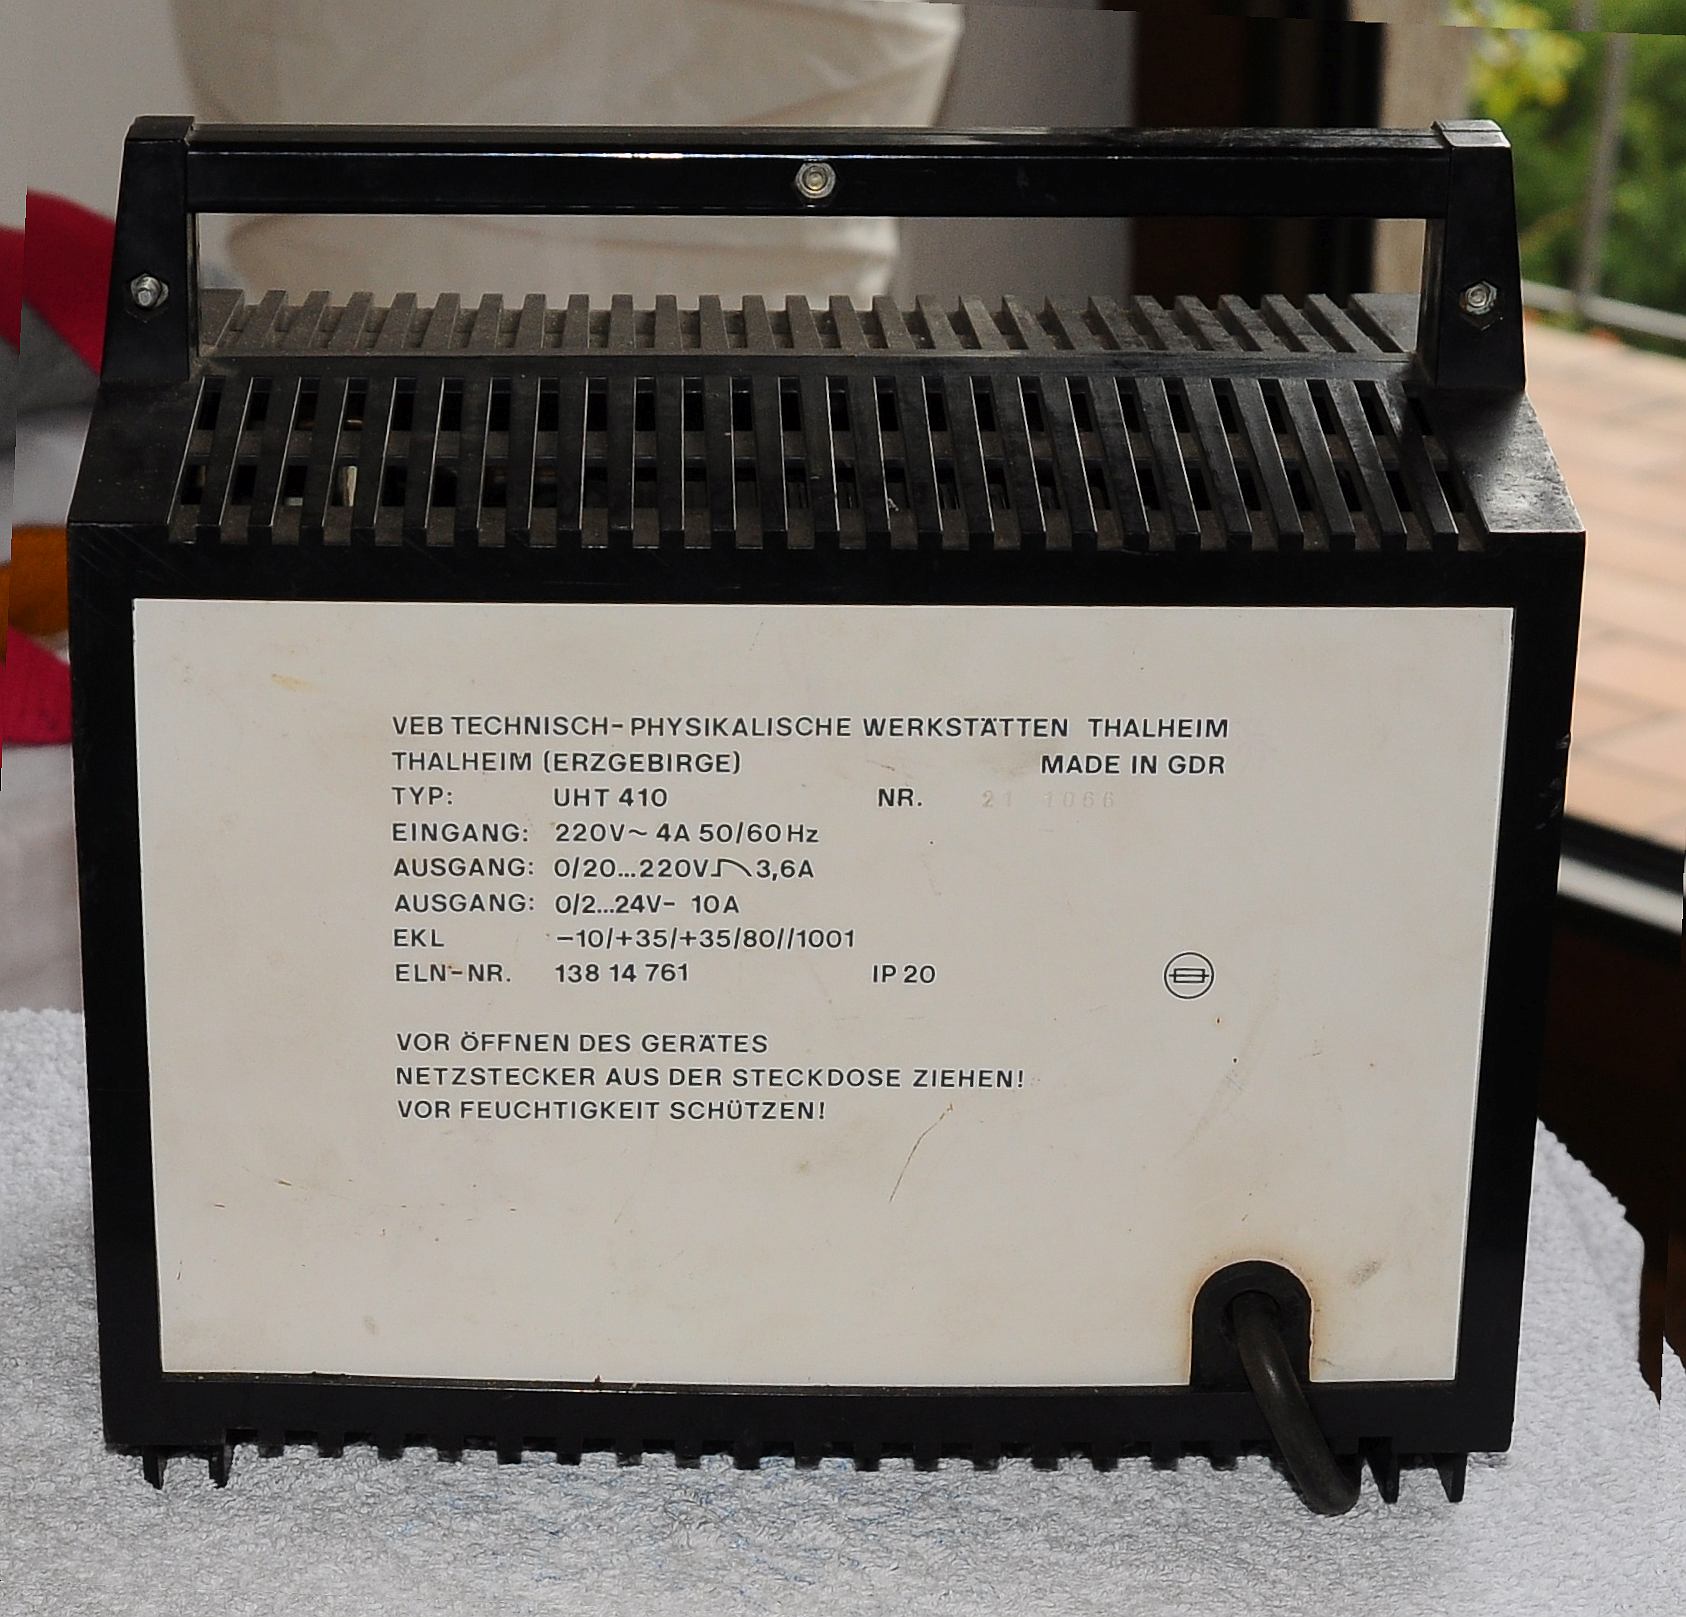 VEB TECHNISCH-PHYSIKALISCHE WERKSTÄTTEN THALHEIM
THALHEIM (ERZGEBIRGE) MADE IN GDR
TYP: UHT 410 NR. 21 1066
EINGANG: 220V~ 4A 50/60Hz
AUSGANG: 0/20...220V 3,6A
AUSGANG: 0/2...24V- 10A
EKL -10/+35/+35/80//1001
ELN-NR. 138 14 761 IP 20
VOR ÖFFNEN DES GERÄTES
NETZSTECKER AUS DER STECKDOSE ZIEHEN!
VOR FEUCHTIGKEIT SCHÜTZEN!